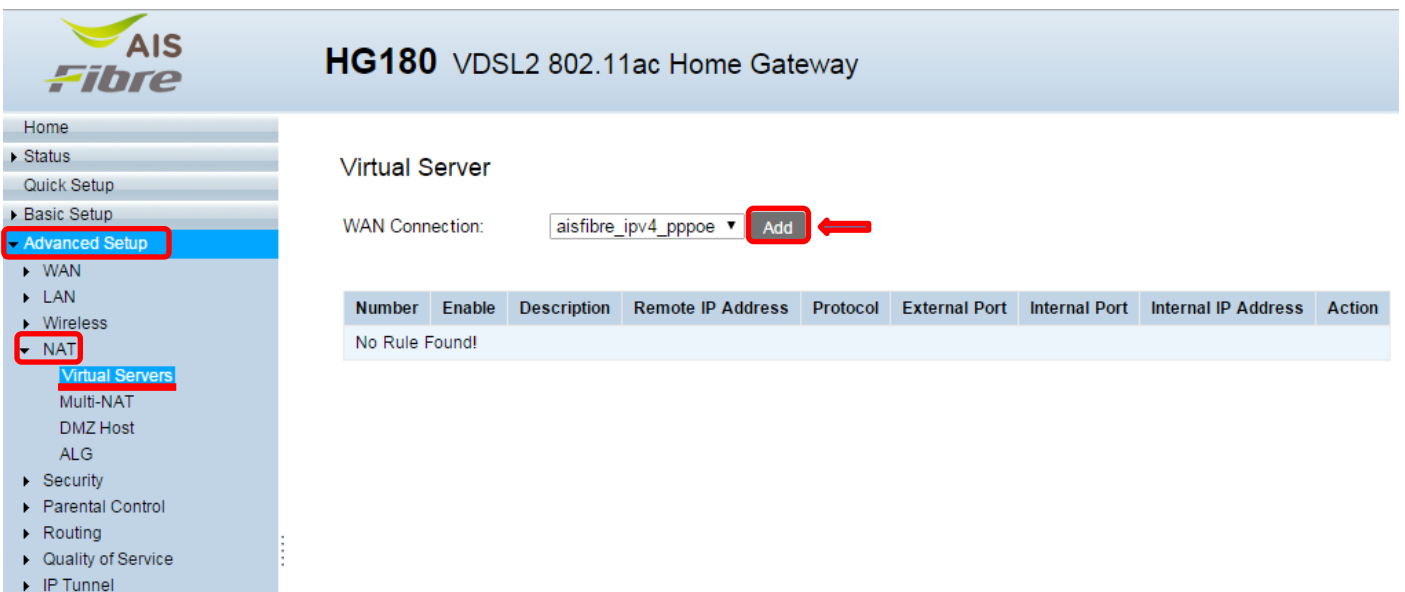 AIS
Fibre
HG180 VDSL2 802.11ac Home Gateway
Home
Status
Quick Setup
Basic Setup
Advanced Setup
WAN
LAN
Wireless
NAT
Virtual Servers
Multi-NAT
DMZ Host
ALG
Security
Parental Control
Routing
Quality of Service
IP Tunnel
Virtual Server
WAN Connection: aisfibre_ipv4_pppoe Add
Number Enable Description Remote IP Address Protocol External Port Internal Port Internal IP Address Action
No Rule Found!